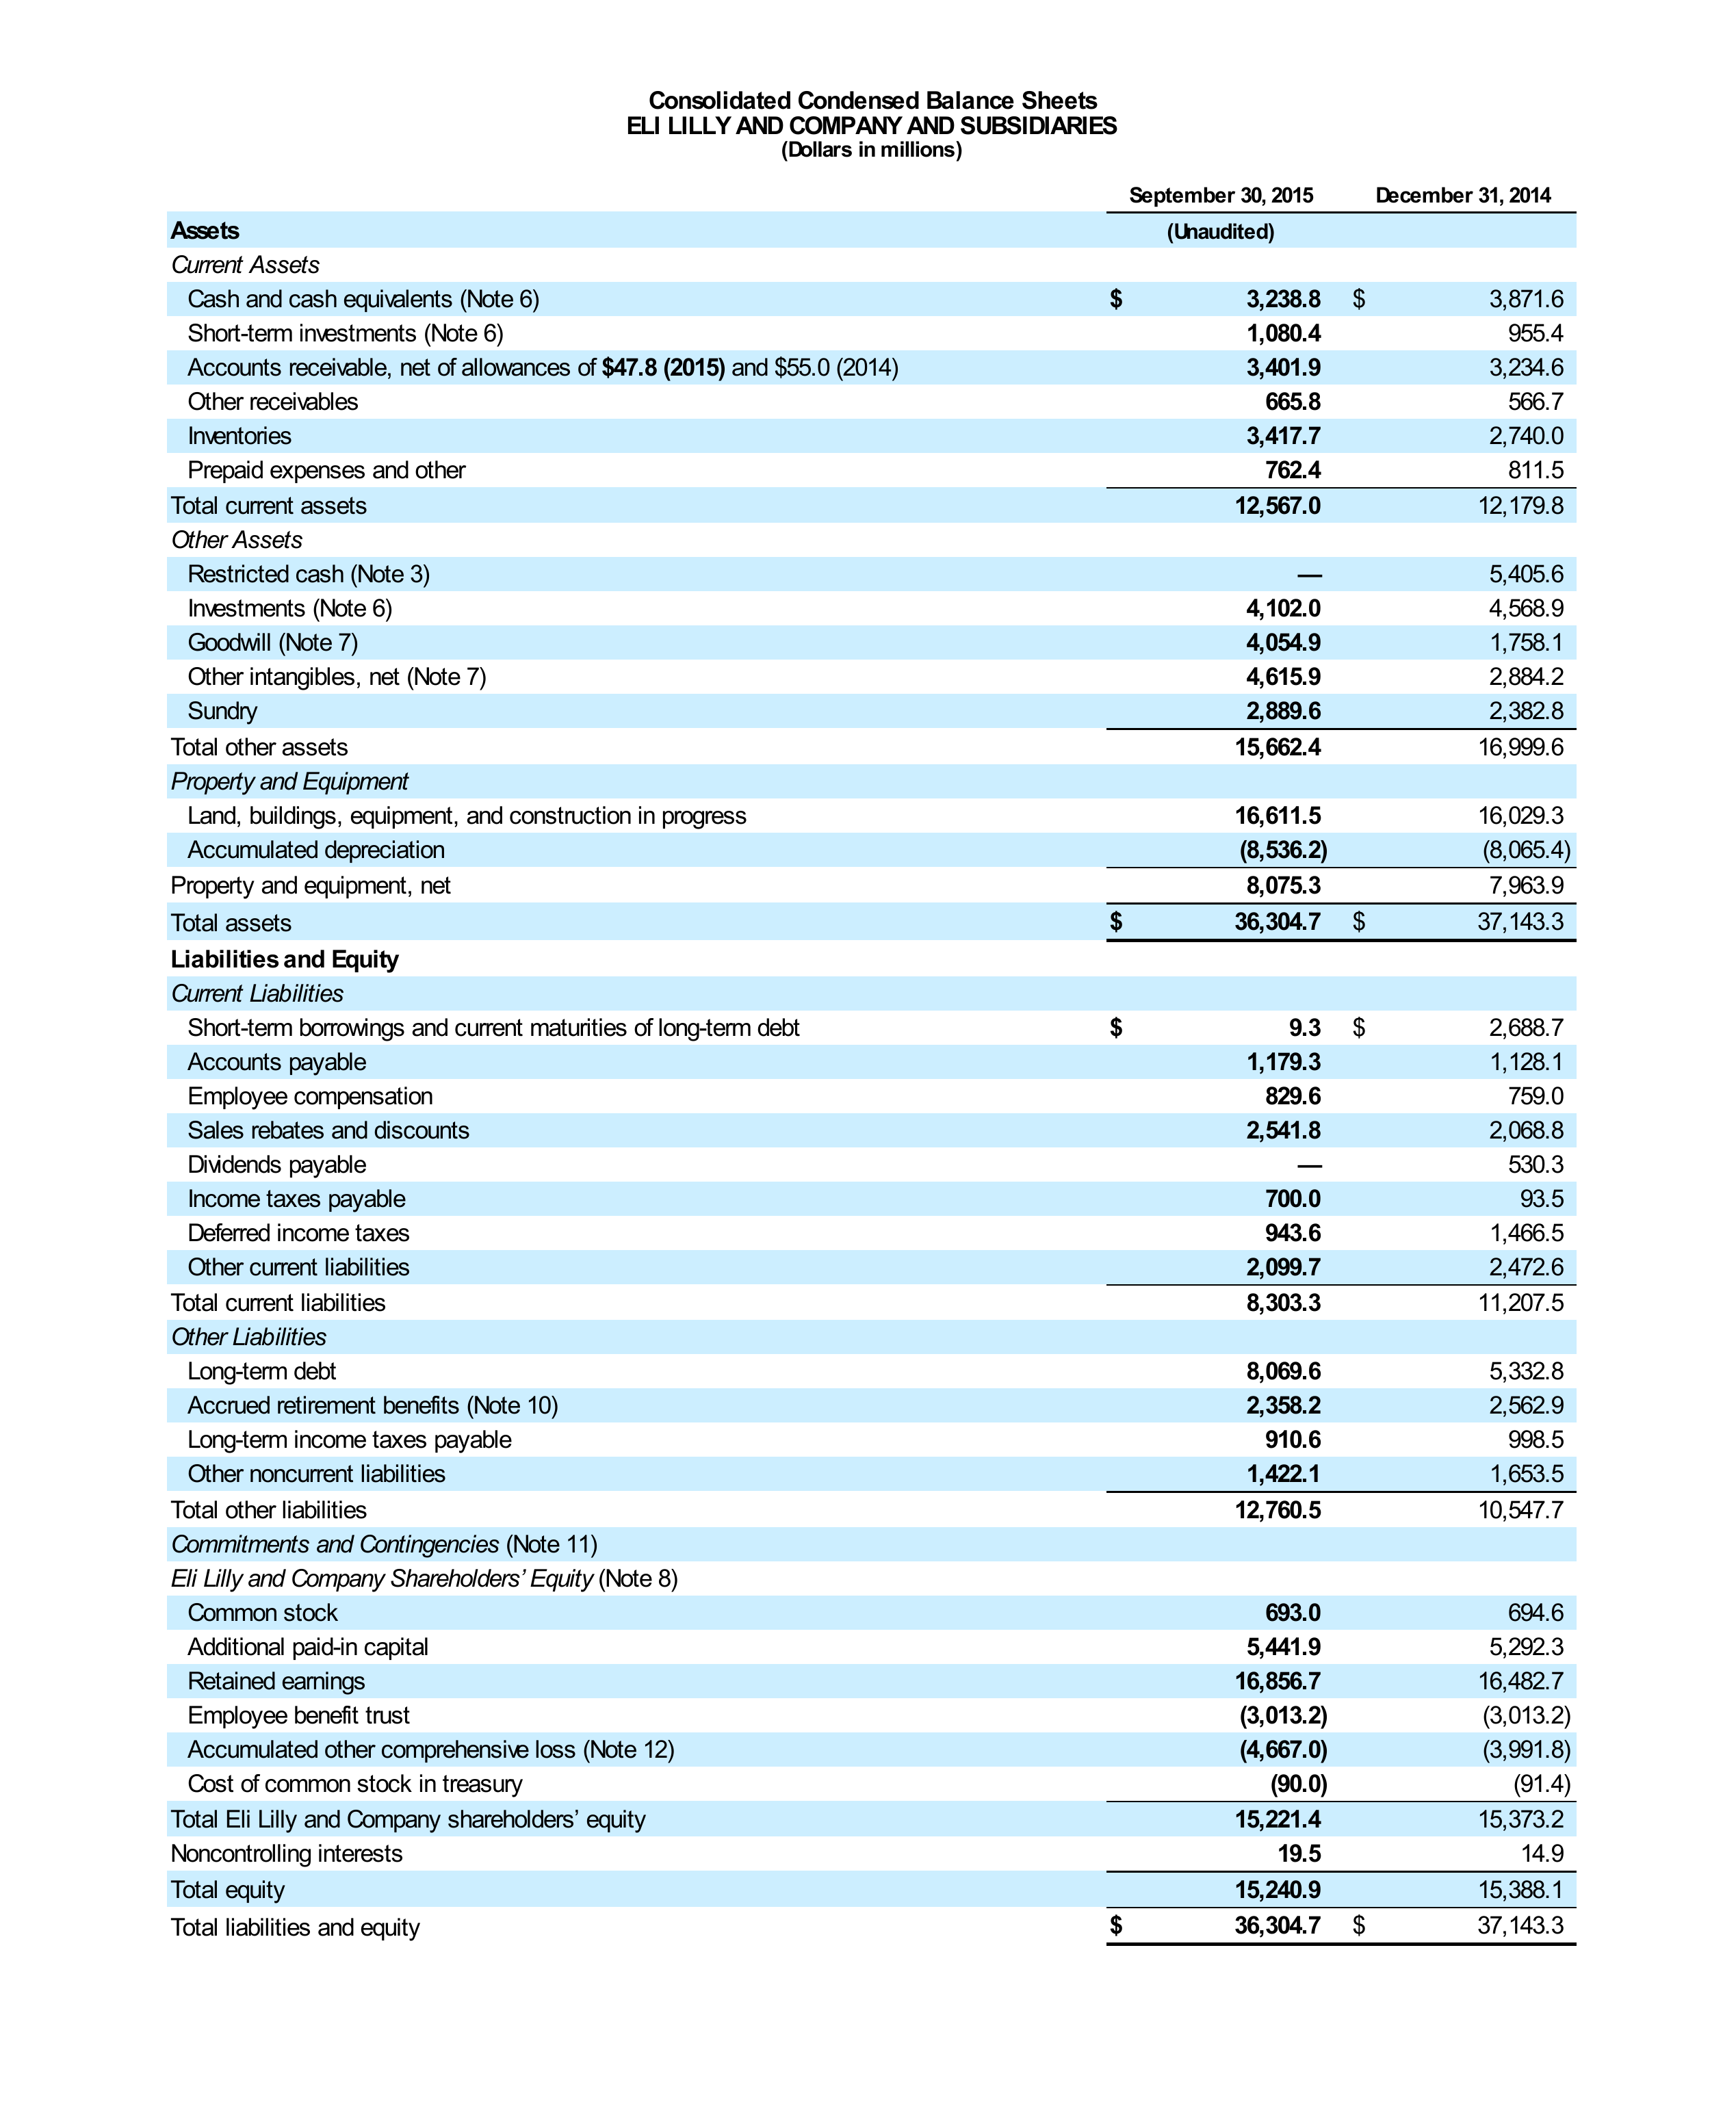 Consolidated Condensed Balance Sheets
ELI LILLY AND COMPANY AND SUBSIDIARIES
(Dollars in millions)
September 30, 2015 December 31, 2014
Assets (Unaudited)
Current Assets
Cash and cash equivalents (Note 6) $ 3,238.8 $ 3,871.6
Short-term investments (Note 6) 1,080.4 955.4
Accounts receivable, net of allowances of $47.8 (2015) and $55.0 (2014) 3,401.9 3,234.6
Other receivables 665.8 566.7
Inventories 3,417.7 2,740.0
Prepaid expenses and other 762.4 811.5
Total current assets 12,567.0 12,179.8
Other Assets
Restricted cash (Note 3) — 5,405.6
Investments (Note 6) 4,102.0 4,568.9
Goodwill (Note 7) 4,054.9 1,758.1
Other intangibles, net (Note 7) 4,615.9 2,884.2
Sundry 2,889.6 2,382.8
Total other assets 15,662.4 16,999.6
Property and Equipment
Land, buildings, equipment, and construction in progress 16,611.5 16,029.3
Accumulated depreciation (8,536.2) (8,065.4)
Property and equipment, net 8,075.3 7,963.9
Total assets $ 36,304.7 $ 37,143.3
Liabilities and Equity
Current Liabilities
Short-term borrowings and current maturities of long-term debt $ 9.3 $ 2,688.7
Accounts payable 1,179.3 1,128.1
Employee compensation 829.6 759.0
Sales rebates and discounts 2,541.8 2,068.8
Dividends payable — 530.3
Income taxes payable 700.0 93.5
Deferred income taxes 943.6 1,466.5
Other current liabilities 2,099.7 2,472.6
Total current liabilities 8,303.3 11,207.5
Other Liabilities
Long-term debt 8,069.6 5,332.8
Accrued retirement benefits (Note 10) 2,358.2 2,562.9
Long-term income taxes payable 910.6 998.5
Other noncurrent liabilities 1,422.1 1,653.5
Total other liabilities 12,760.5 10,547.7
Commitments and Contingencies (Note 11)
Eli Lilly and Company Shareholders’ Equity (Note 8)
Common stock 693.0 694.6
Additional paid-in capital 5,441.9 5,292.3
Retained earnings 16,856.7 16,482.7
Employee benefit trust (3,013.2) (3,013.2)
Accumulated other comprehensive loss (Note 12) (4,667.0) (3,991.8)
Cost of common stock in treasury (90.0) (91.4)
Total Eli Lilly and Company shareholders’ equity 15,221.4 15,373.2
Noncontrolling interests 19.5 14.9
Total equity 15,240.9 15,388.1
Total liabilities and equity $ 36,304.7 $ 37,143.3